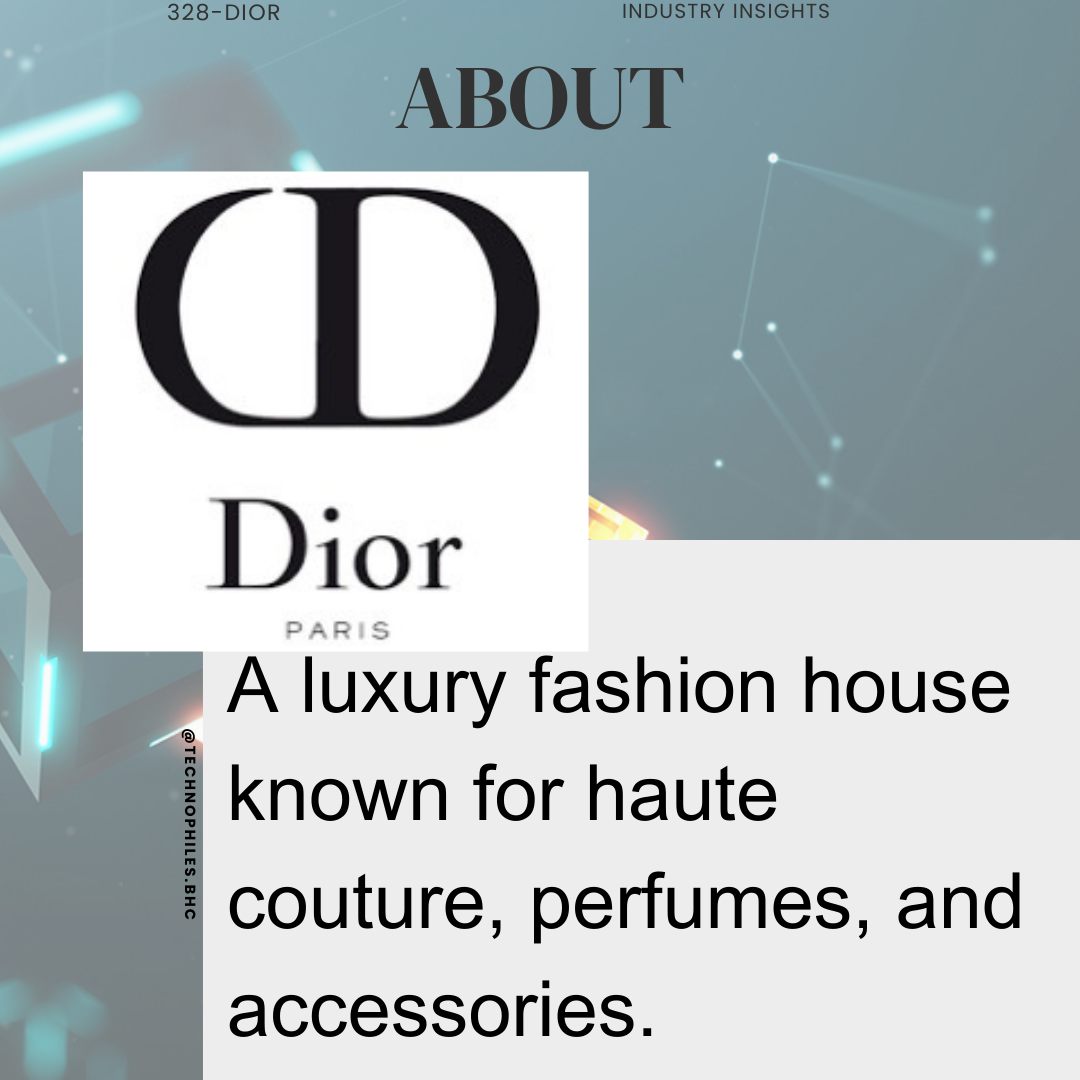 328-DIOR
INDUSTRY INSIGHTS
ABOUT
CD
Dior
PARIS
A luxury fashion house
known for haute
couture, perfumes, and
accessories.
@TECHNOPHILES.BHC